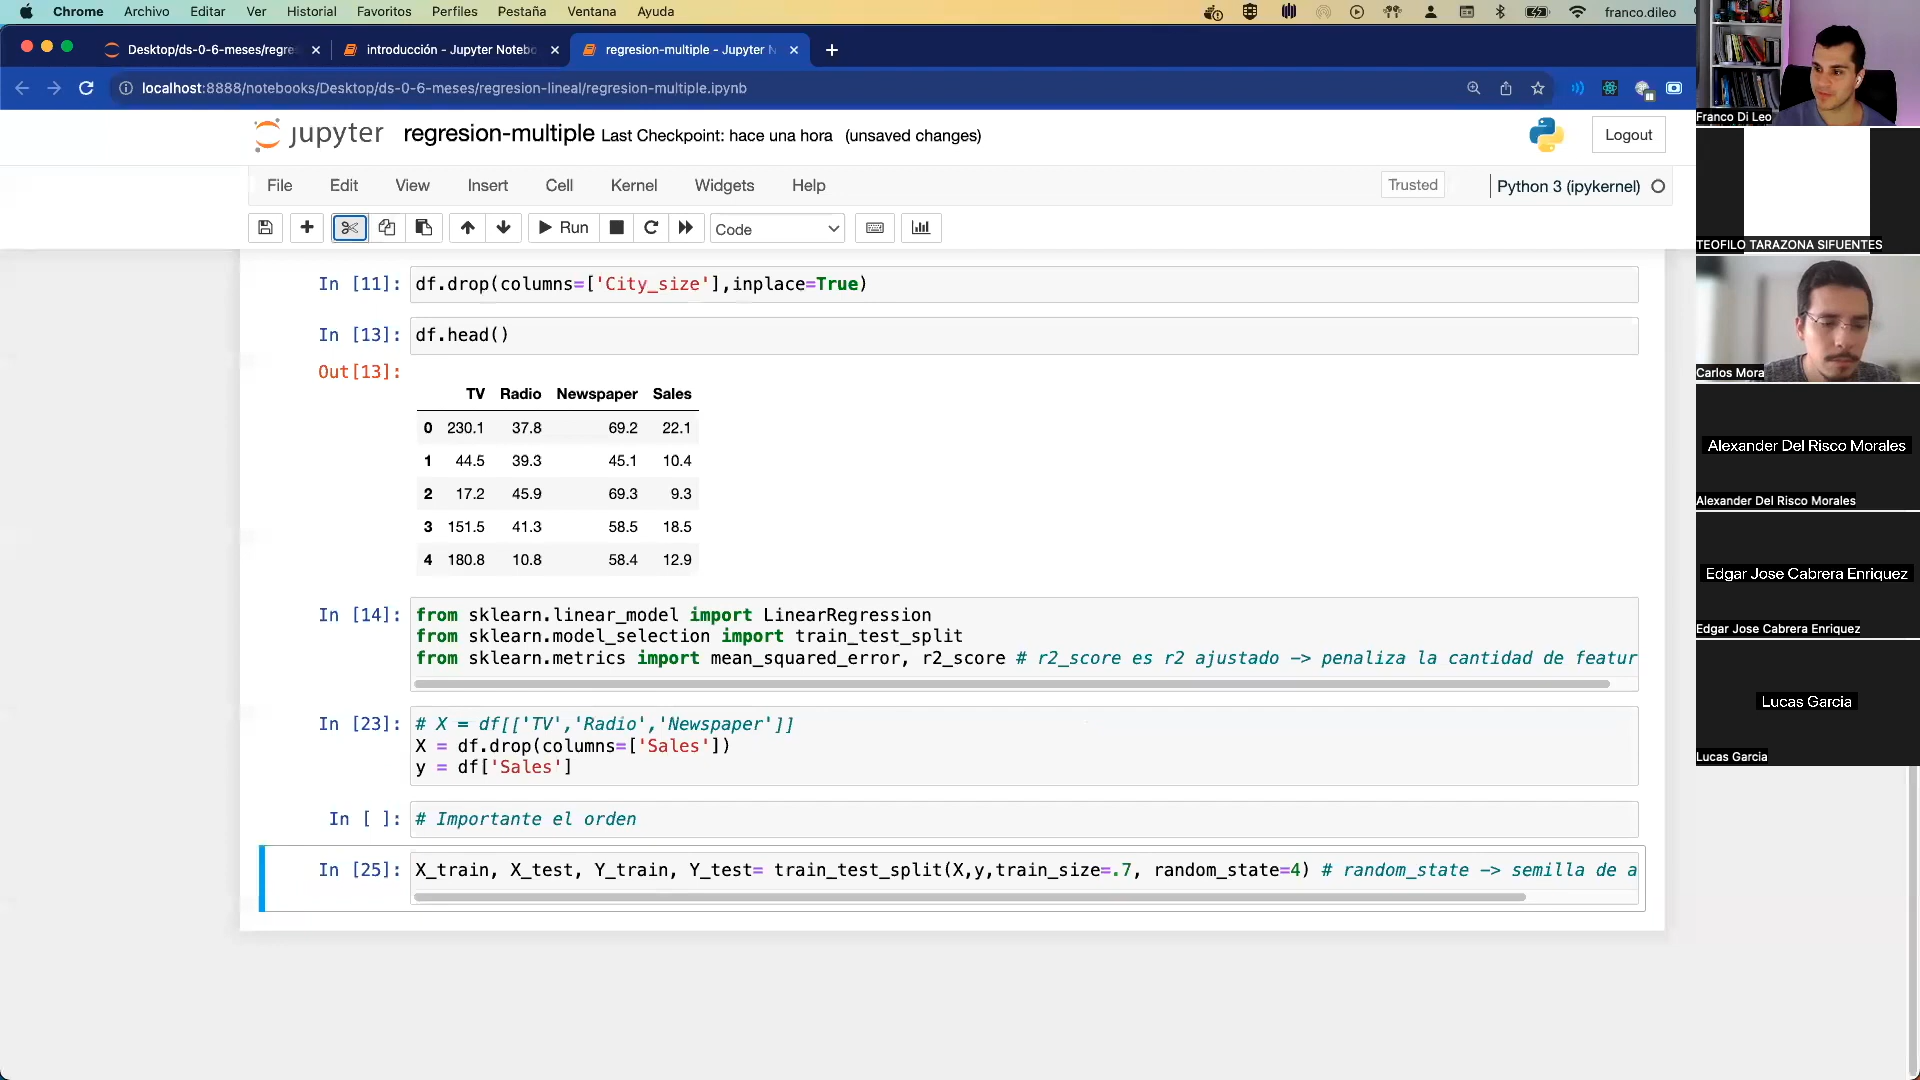 Chrome Archivo Editar Ver Historial Favoritos Perfiles Pestaña Ventana Ayuda franco.dileo
Desktop/ds-0-6-meses/regre introducción - Jupyter Notebo regresion-multiple - Jupyter N
localhost:8888/notebooks/Desktop/ds-0-6-meses/regresion-lineal/regresion-multiple.ipynb
jupyter regresion-multiple Last Checkpoint: hace una hora (unsaved changes) Logout
File Edit View Insert Cell Kernel Widgets Help Trusted Python 3 (ipykernel)
Run Code
In [11]: df.drop(columns=['City_size'],inplace=True)
In [13]: df.head()
Out[13]:
TV Radio Newspaper Sales
0 230.1 37.8 69.2 22.1
1 44.5 39.3 45.1 10.4
2 17.2 45.9 69.3 9.3
3 151.5 41.3 58.5 18.5
4 180.8 10.8 58.4 12.9
In [14]: from sklearn.linear_model import LinearRegression
from sklearn.model_selection import train_test_split
from sklearn.metrics import mean_squared_error, r2_score # r2_score es r2 ajustado -> penaliza la cantidad de featur
In [23]: # X = df[['TV','Radio','Newspaper']]
X = df.drop(columns=['Sales'])
y = df['Sales']
In [ ]: # Importante el orden
In [25]: X_train, X_test, Y_train, Y_test= train_test_split(X,y,train_size=.7, random_state=4) # random_state -> semilla de a
Franco Di Leo
TEOFILO TARAZONA SIFUENTES
Carlos Mora
Alexander Del Risco Morales
Alexander Del Risco Morales
Edgar Jose Cabrera Enriquez
Edgar Jose Cabrera Enriquez
Lucas Garcia
Lucas Garcia